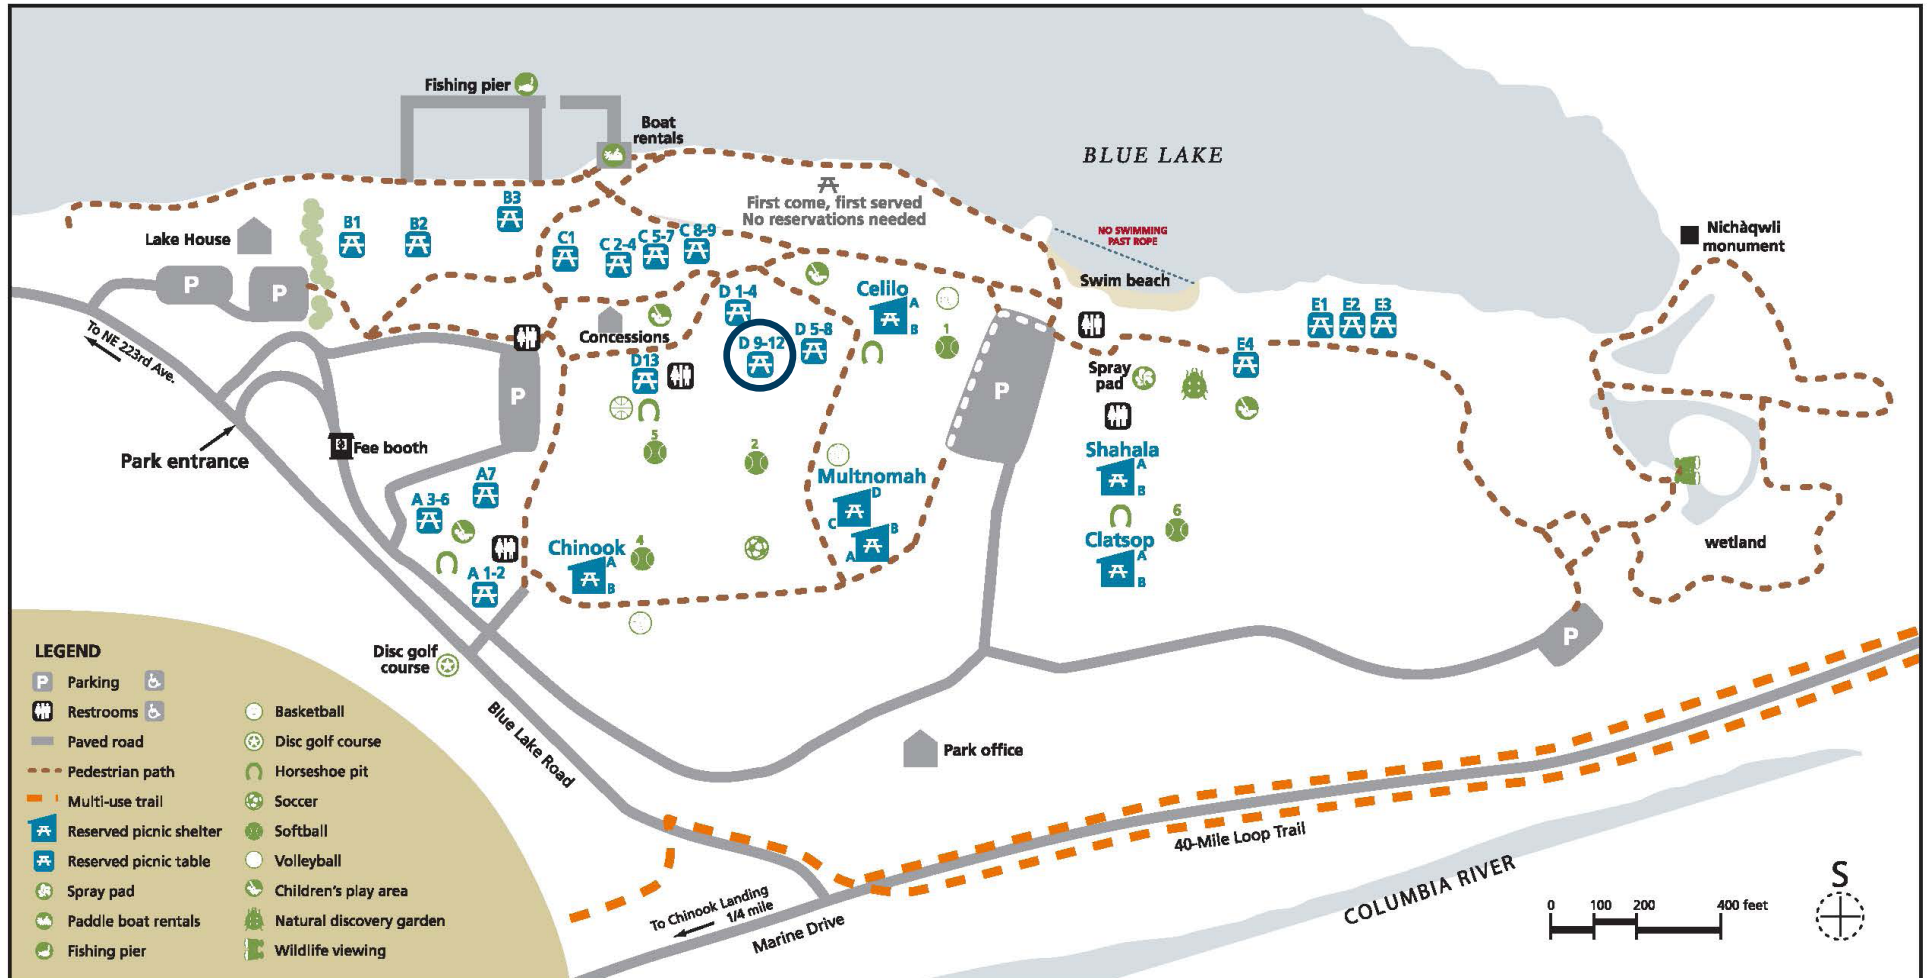 Fishing pier
Boat
rentals
BLUE LAKE
First come, first served
No reservations needed
NO SWIMMING
PAST ROPE
Swim beach
Nichàqwli
monument
Lake House
B1
B2
B3
C1
C 2-4
C 5-7
C 8-9
P
P
To NE 223rd Ave.
Concessions
D 1-4
D 5-8
D 9-12
D13
Celilo
A
B
1
E1
E2
E3
E4
Spray
pad
P
P
Park entrance
Fee booth
5
2
Multnomah
D
C
B
A
Shahala
A
B
6
Clatsop
A
B
A7
A 3-6
A 1-2
Chinook
A
B
4
wetland
P
Disc golf
course
Blue Lake Road
Park office
40-Mile Loop Trail
To Chinook Landing
1/4 mile
Marine Drive
COLUMBIA RIVER
0 100 200 400 feet
S
LEGEND
P Parking
Restrooms
Paved road
Pedestrian path
Multi-use trail
Reserved picnic shelter
Reserved picnic table
Spray pad
Paddle boat rentals
Fishing pier
Basketball
Disc golf course
Horseshoe pit
Soccer
Softball
Volleyball
Children's play area
Natural discovery garden
Wildlife viewing